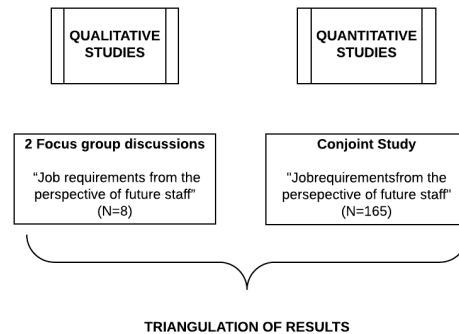 QUALITATIVE
STUDIES
QUANTITATIVE
STUDIES
2 Focus group discussions
“Job requirements from the
perspective of future staff”
(N=8)
Conjoint Study
"Jobrequirementsfrom the
persepective of future staff"
(N=165)
TRIANGULATION OF RESULTS